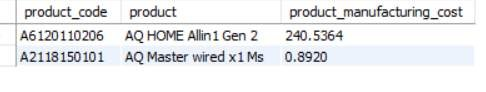 product_code product product_manufacturing_cost
A6120110206 AQ HOME Allin1 Gen 2 240.5364
A2118150101 AQ Master wired x1 Ms 0.8920